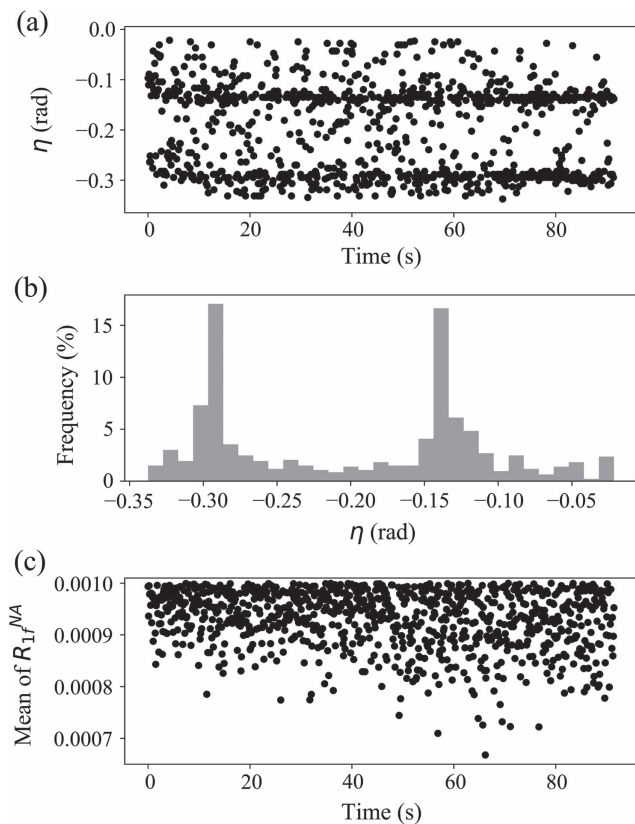 (a)
0.0
−0.1
−0.2
−0.3
η (rad)
0 20 40 60 80
Time (s)
(b)
15
10
5
0
Frequency (%)
−0.35 −0.30 −0.25 −0.20 −0.15 −0.10 −0.05
η (rad)
(c)
0.0010
0.0009
0.0008
0.0007
Mean of R₁f^NA
0 20 40 60 80
Time (s)